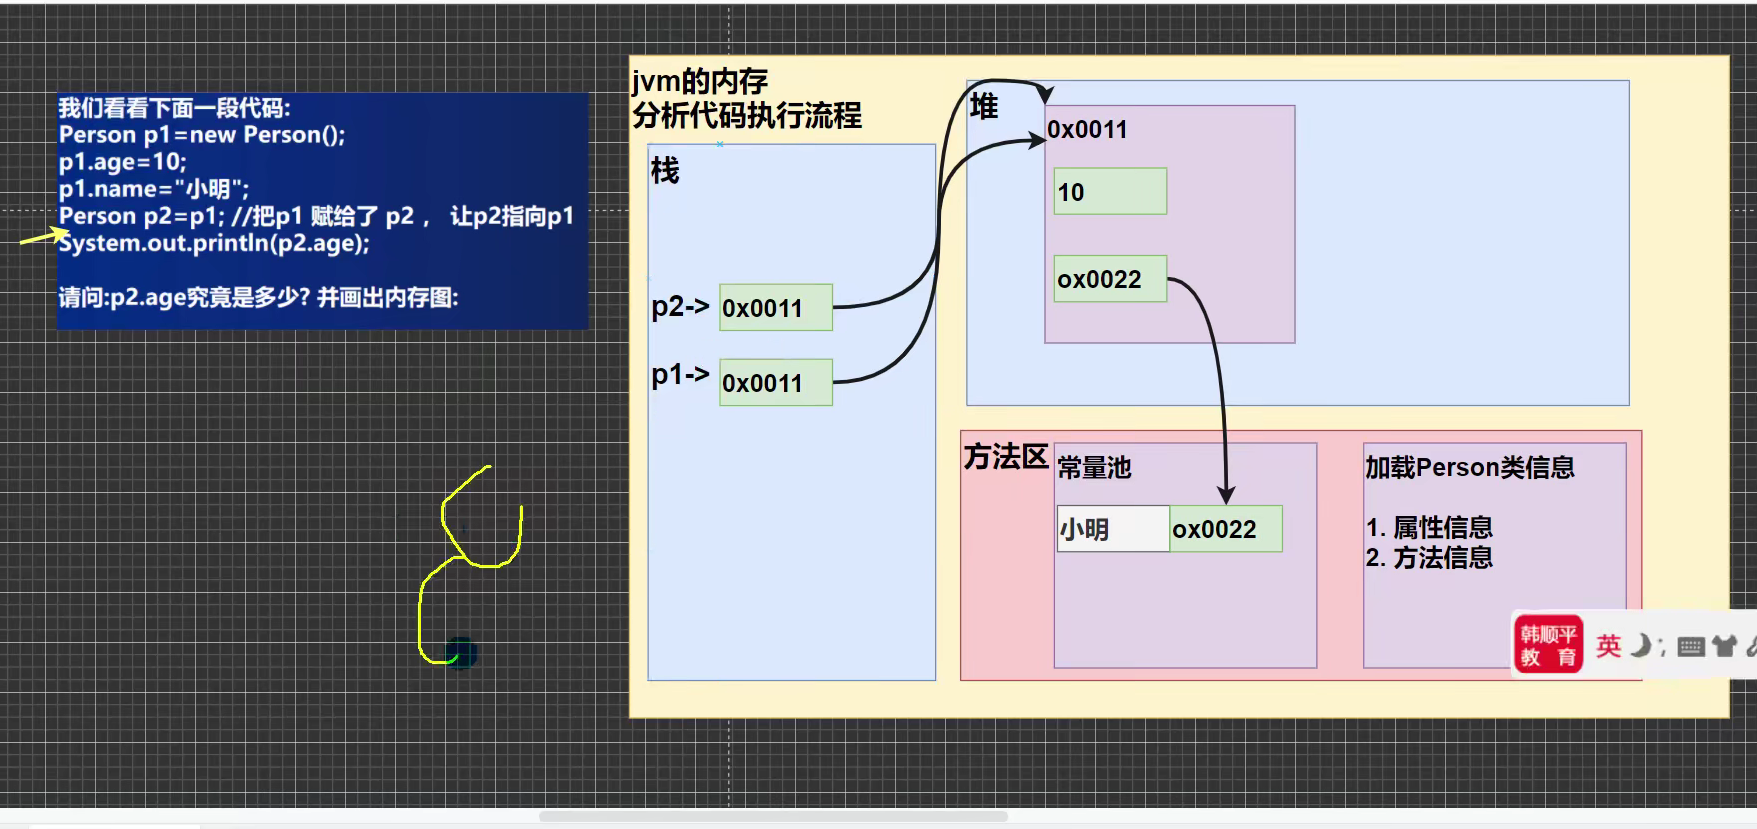 我们看看下面一段代码:
Person p1=new Person();
p1.age=10;
p1.name="小明";
Person p2=p1; //把p1 赋给了 p2 ， 让p2指向p1
System.out.println(p2.age);
请问:p2.age究竟是多少? 并画出内存图:
jvm的内存
分析代码执行流程
栈
p2->
0x0011
p1->
0x0011
堆
0x0011
10
ox0022
方法区
常量池
小明
ox0022
加载Person类信息
1. 属性信息
2. 方法信息
韩顺平
教 育
英